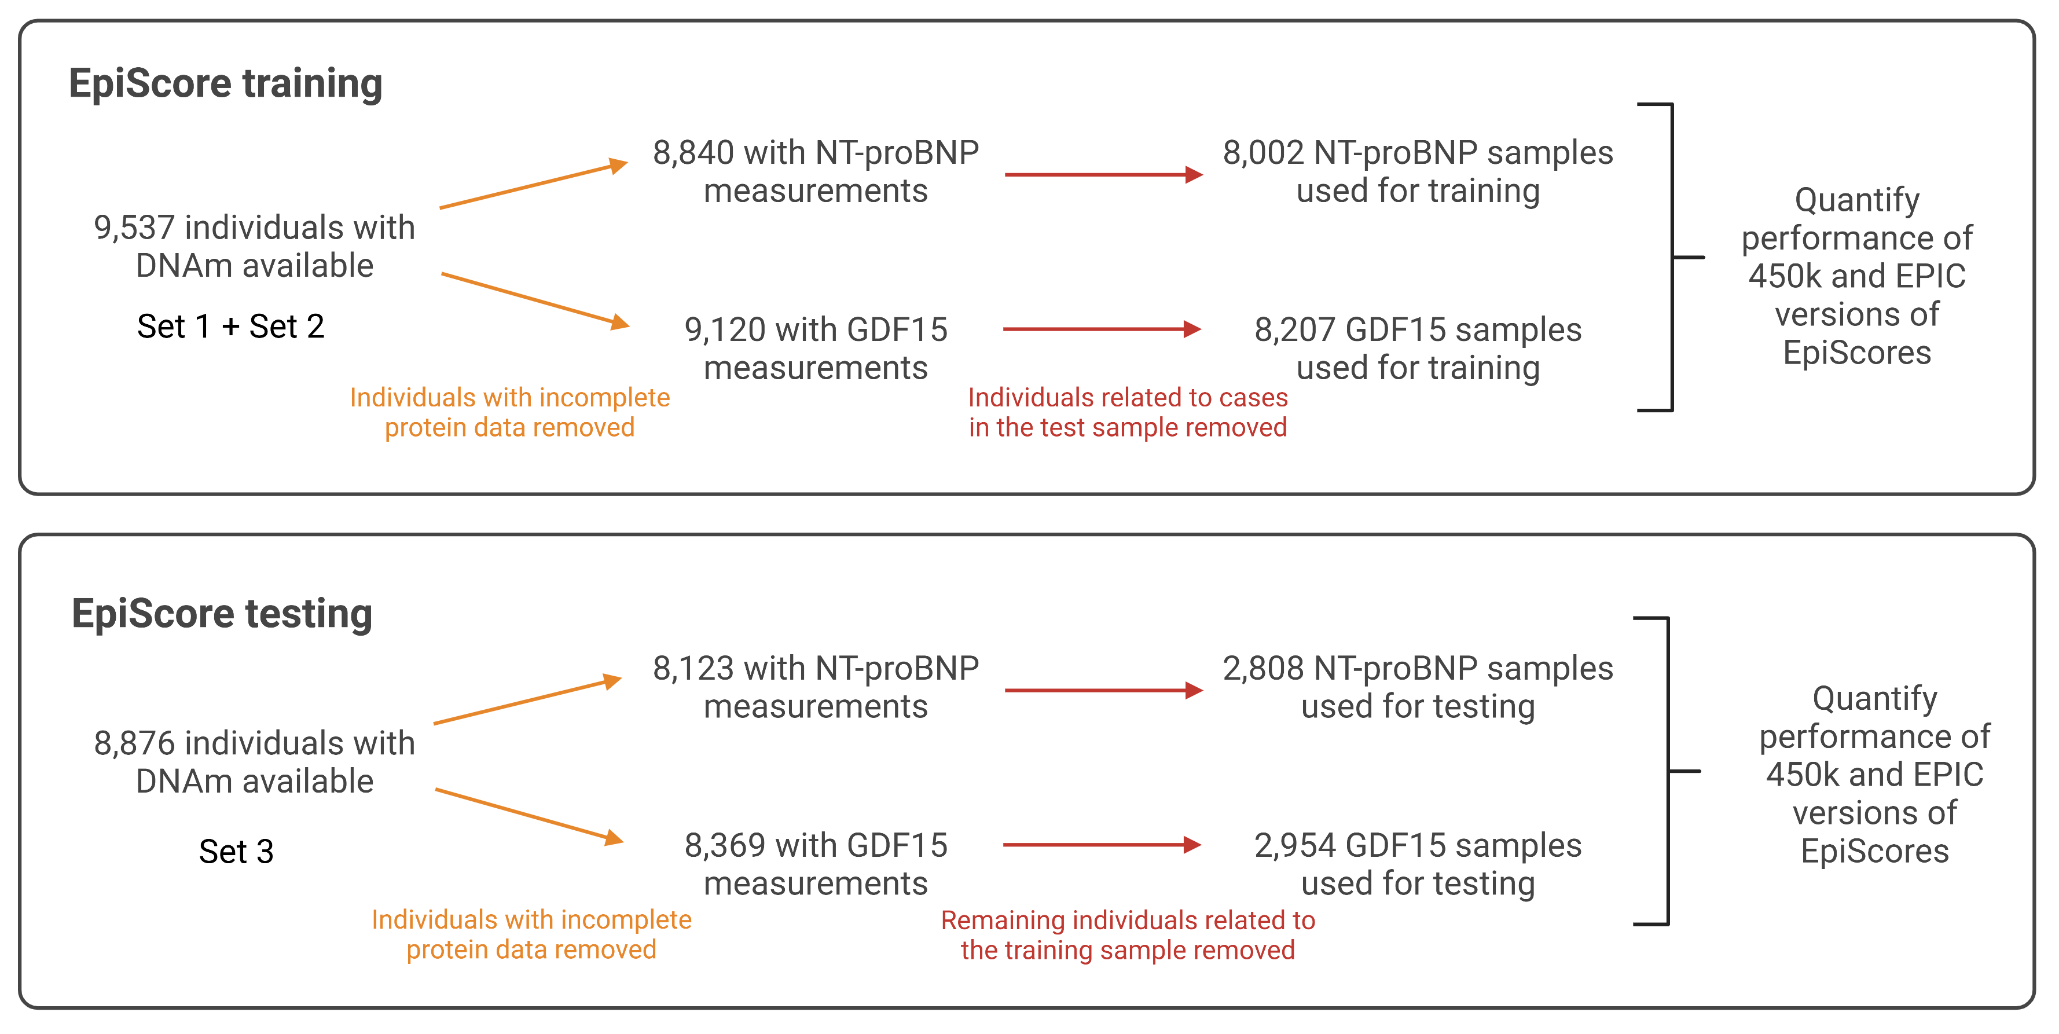 EpiScore training
9,537 individuals with
DNAm available
Set 1 + Set 2
8,840 with NT-proBNP
measurements
9,120 with GDF15
measurements
Individuals with incomplete
protein data removed
8,002 NT-proBNP samples
used for training
8,207 GDF15 samples
used for training
Individuals related to cases
in the test sample removed
Quantify
performance of
450k and EPIC
versions of
EpiScores
EpiScore testing
8,876 individuals with
DNAm available
Set 3
8,123 with NT-proBNP
measurements
8,369 with GDF15
measurements
Individuals with incomplete
protein data removed
2,808 NT-proBNP samples
used for testing
2,954 GDF15 samples
used for testing
Remaining individuals related to
the training sample removed
Quantify
performance of
450k and EPIC
versions of
EpiScores